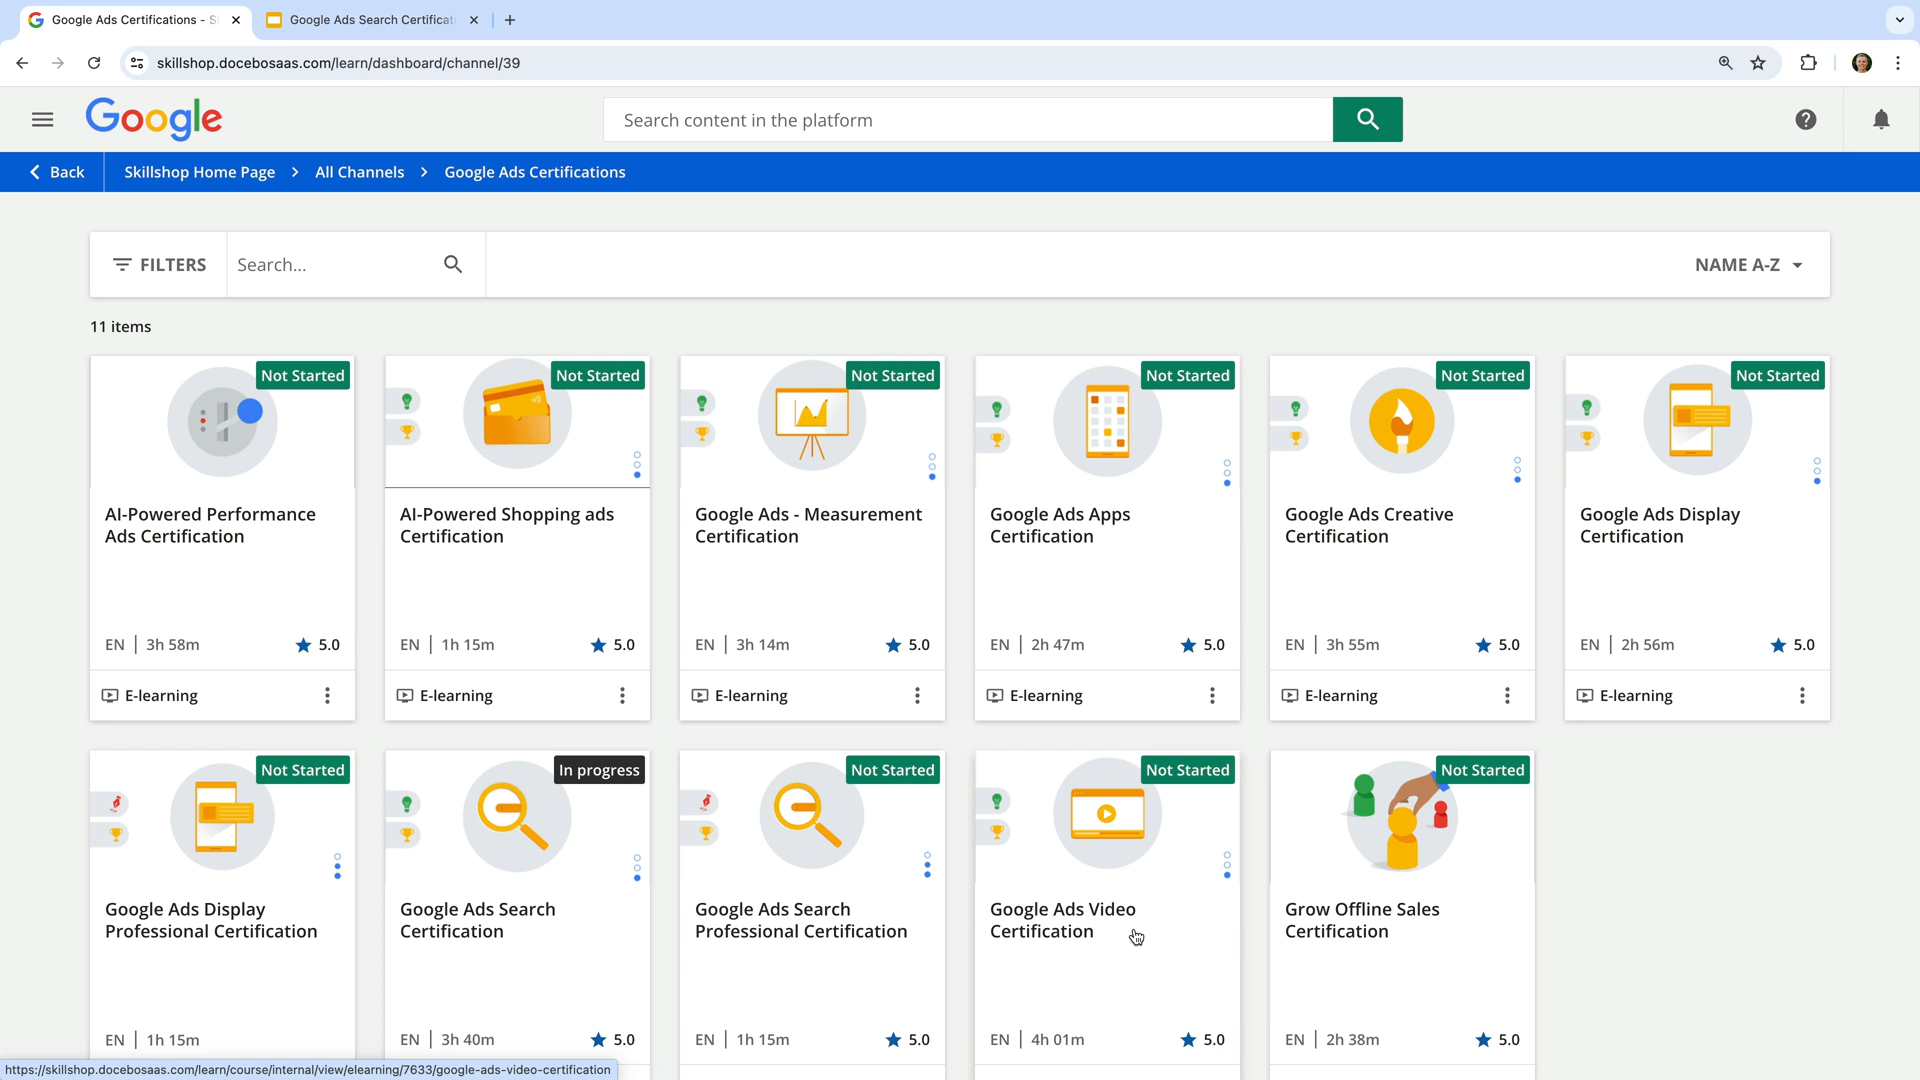 Google Ads Certifications - S
Google Ads Search Certificat
skillshop.docebosaas.com/learn/dashboard/channel/39
Google
Search content in the platform
Back
Skillshop Home Page > All Channels > Google Ads Certifications
FILTERS
Search...
NAME A-Z
11 items
Not Started
AI-Powered Performance
Ads Certification
EN | 3h 58m
5.0
E-learning
Not Started
AI-Powered Shopping ads
Certification
EN | 1h 15m
5.0
E-learning
Not Started
Google Ads - Measurement
Certification
EN | 3h 14m
5.0
E-learning
Not Started
Google Ads Apps
Certification
EN | 2h 47m
5.0
E-learning
Not Started
Google Ads Creative
Certification
EN | 3h 55m
5.0
E-learning
Not Started
Google Ads Display
Certification
EN | 2h 56m
5.0
E-learning
Not Started
Google Ads Display
Professional Certification
EN | 1h 15m
In progress
Google Ads Search
Certification
EN | 3h 40m
5.0
Not Started
Google Ads Search
Professional Certification
EN | 1h 15m
5.0
Not Started
Google Ads Video
Certification
EN | 4h 01m
5.0
Not Started
Grow Offline Sales
Certification
EN | 2h 38m
5.0
https://skillshop.docebosaas.com/learn/course/internal/view/elearning/7633/google-ads-video-certification